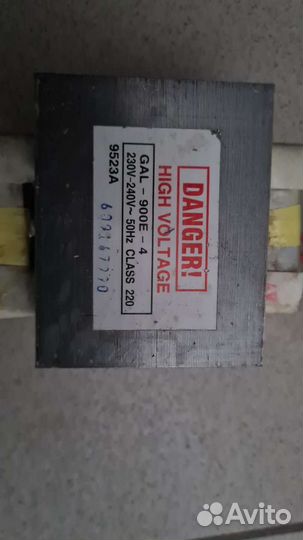 DANGER!
HIGH VOLTAGE
GAL - 900E - 4
230V-240V~50Hz CLASS 220
9523A
Avito